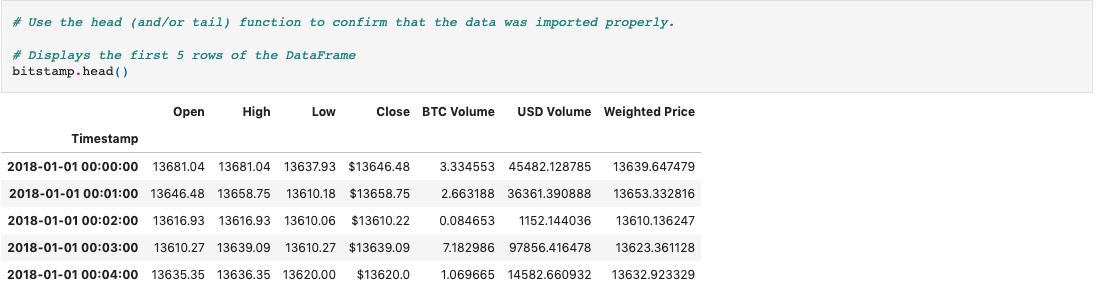 # Use the head (and/or tail) function to confirm that the data was imported properly.
# Displays the first 5 rows of the DataFrame
bitstamp.head()
Open High Low Close BTC Volume USD Volume Weighted Price
Timestamp
2018-01-01 00:00:00 13681.04 13681.04 13637.93 $13646.48 3.334553 45482.128785 13639.647479
2018-01-01 00:01:00 13646.48 13658.75 13610.18 $13658.75 2.663188 36361.390888 13653.332816
2018-01-01 00:02:00 13616.93 13616.93 13610.06 $13610.22 0.084653 1152.144036 13610.136247
2018-01-01 00:03:00 13610.27 13639.09 13610.27 $13639.09 7.182986 97856.416478 13623.361128
2018-01-01 00:04:00 13635.35 13636.35 13620.00 $13620.0 1.069665 14582.660932 13632.923329